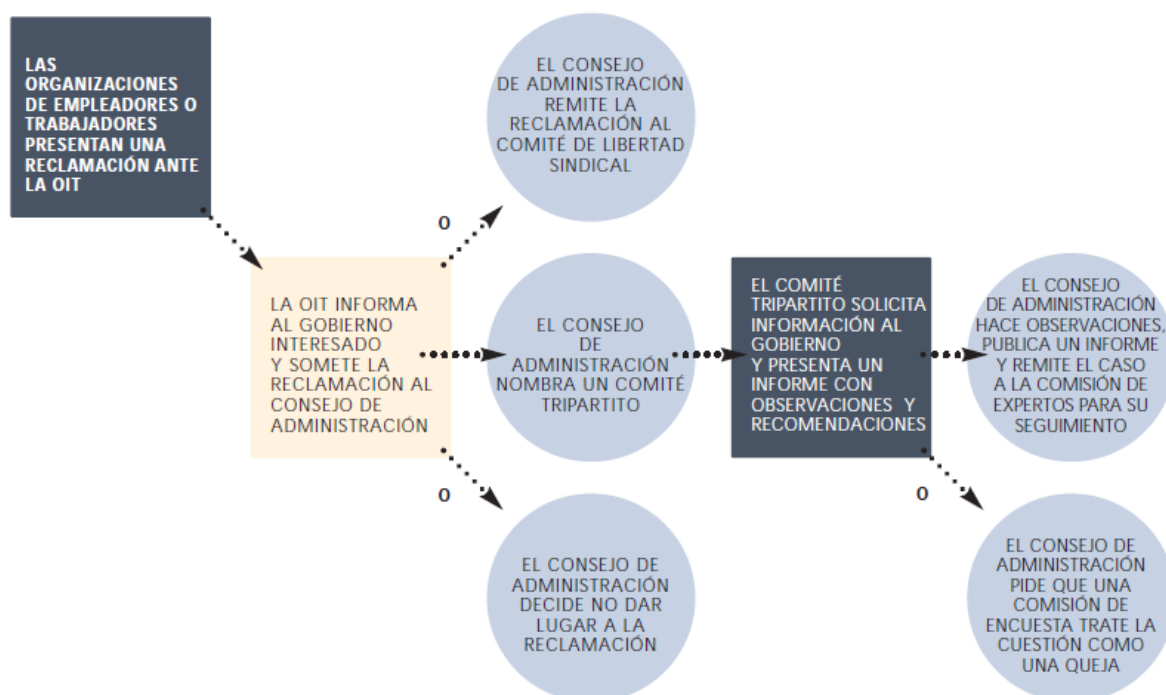 LAS
ORGANIZACIONES
DE EMPLEADORES O
TRABAJADORES
PRESENTAN UNA
RECLAMACIÓN ANTE
LA OIT
EL CONSEJO
DE ADMINISTRACIÓN
REMITE LA
RECLAMACIÓN AL
COMITÉ DE LIBERTAD
SINDICAL
O
LA OIT INFORMA
AL GOBIERNO
INTERESADO
Y SOMETE LA
RECLAMACIÓN AL
CONSEJO DE
ADMINISTRACIÓN
EL CONSEJO
DE
ADMINISTRACIÓN
NOMBRA UN COMITÉ
TRIPARTITO
EL COMITÉ
TRIPARTITO SOLICITA
INFORMACIÓN AL
GOBIERNO
Y PRESENTA UN
INFORME CON
OBSERVACIONES Y
RECOMENDACIONES
EL CONSEJO
DE ADMINISTRACIÓN
HACE OBSERVACIONES,
PUBLICA UN INFORME
Y REMITE EL CASO
A LA COMISIÓN DE
EXPERTOS PARA SU
SEGUIMIENTO
O
O
EL CONSEJO DE
ADMINISTRACIÓN
DECIDE NO DAR
LUGAR A LA
RECLAMACIÓN
EL CONSEJO DE
ADMINISTRACIÓN
PIDE QUE UNA
COMISIÓN DE
ENCUESTA TRATE LA
CUESTIÓN COMO
UNA QUEJA